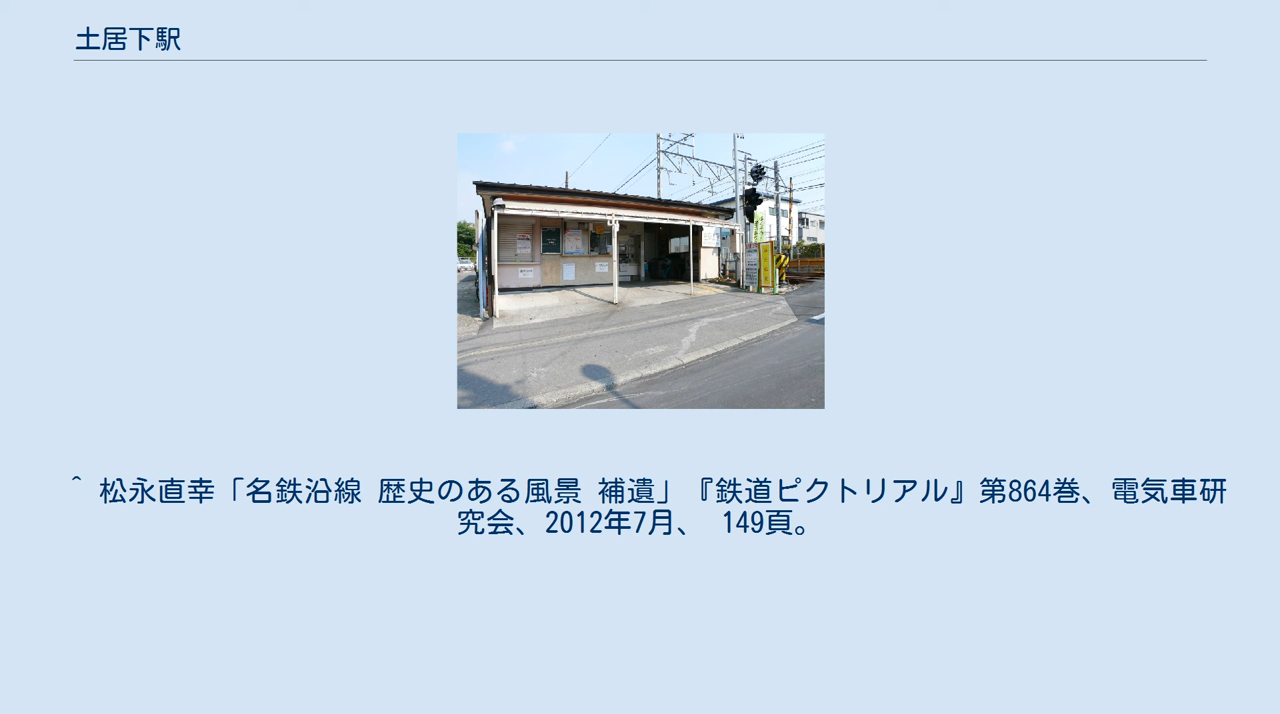 土居下駅
^ 松永直幸「名鉄沿線 歴史のある風景 補遺」『鉄道ピクトリアル』第864巻、電気車研
究会、2012年7月、 149頁。